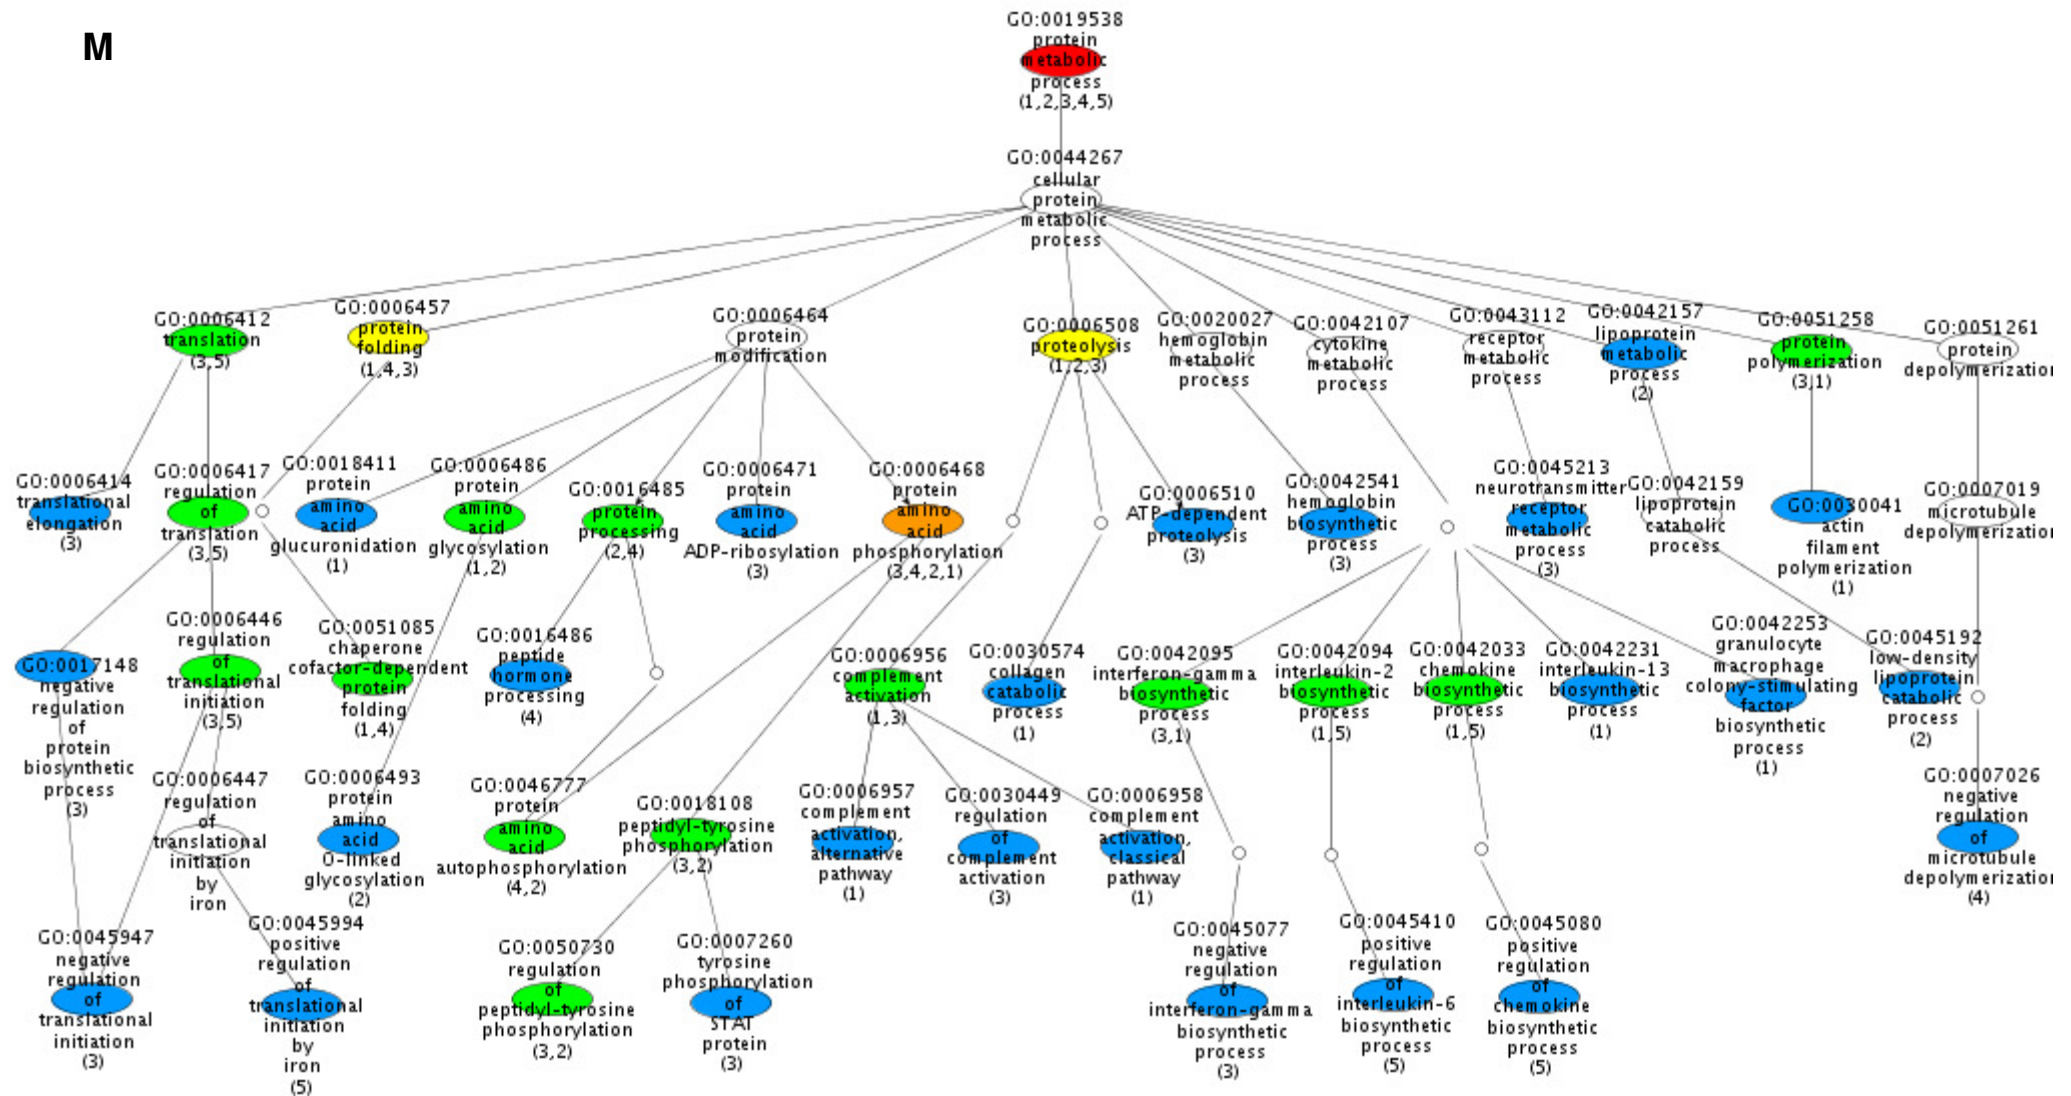 M
GO:0019538
protein
metabolic
process
(1,2,3,4,5)
GO:0044267
cellular
protein
metabolic
process
GO:0006412
translation
(3,5)
GO:0006457
protein
folding
(1,4,3)
GO:0006464
protein
modification
GO:0006508
proteolysis
(1,2,3)
GO:0020027
hemoglobin
metabolic
process
GO:0042107
cytokine
metabolic
process
GO:0043112
receptor
metabolic
process
GO:0042157
lipoprotein
metabolic
process
(2)
GO:0051258
protein
polymerization
(3,1)
GO:0051261
protein
depolymerization
GO:0006414
translational
elongation
(3)
GO:0006417
regulation
of
translation
(3,5)
GO:0018411
protein
amino
acid
glucuronidation
(1)
GO:0006486
protein
amino
acid
glycosylation
(1,2)
GO:0016485
protein
processing
(2,4)
GO:0006471
protein
amino
acid
ADP-ribosylation
(3)
GO:0006468
protein
amino
acid
phosphorylation
(3,4,2,1)
GO:0006510
ATP-dependent
proteolysis
(3)
GO:0042541
hemoglobin
biosynthetic
process
(3)
GO:0045213
neurotransmitter
receptor
metabolic
process
(3)
GO:0042159
lipoprotein
catabolic
process
GO:0030041
actin
filament
polymerization
(1)
GO:0007019
microtubule
depolymerization
GO:0017148
negative
regulation
of
protein
biosynthetic
process
(3)
GO:0006446
regulation
of
translational
initiation
(3,5)
GO:0051085
chaperone
cofactor-dependent
protein
folding
(1,4)
GO:0016486
peptide
hormone
processing
(4)
GO:0006956
complement
activation
(1,3)
GO:0030574
collagen
catabolic
process
(1)
GO:0042095
interferon-gamma
biosynthetic
process
(3,1)
GO:0042094
interleukin-2
biosynthetic
process
(1,5)
GO:0042033
chemokine
biosynthetic
process
(1,5)
GO:0042231
interleukin-13
biosynthetic
process
(1)
GO:0042253
granulocyte
macrophage
colony-stimulating
factor
biosynthetic
process
(1)
GO:0045192
low-density
lipoprotein
catabolic
process
(2)
GO:0006447
regulation
of
translational
initiation
by
iron
GO:0006493
protein
amino
acid
O-linked
glycosylation
(2)
GO:0046777
protein
amino
acid
autophosphorylation
(4,2)
GO:0018108
peptidyl-tyrosine
phosphorylation
(3,2)
GO:0006957
complement
activation,
alternative
pathway
(1)
GO:0030449
regulation
of
complement
activation
(3)
GO:0006958
complement
activation,
classical
pathway
(1)
GO:0007026
negative
regulation
of
microtubule
depolymerization
(4)
GO:0045947
negative
regulation
of
translational
initiation
(3)
GO:0045994
positive
regulation
of
translational
initiation
by
iron
(5)
GO:0050730
regulation
of
peptidyl-tyrosine
phosphorylation
(3,2)
GO:0007260
tyrosine
phosphorylation
of
STAT
protein
(3)
GO:0045077
negative
regulation
of
interferon-gamma
biosynthetic
process
(3)
GO:0045410
positive
regulation
of
interleukin-6
biosynthetic
process
(5)
GO:0045080
positive
regulation
of
chemokine
biosynthetic
process
(5)